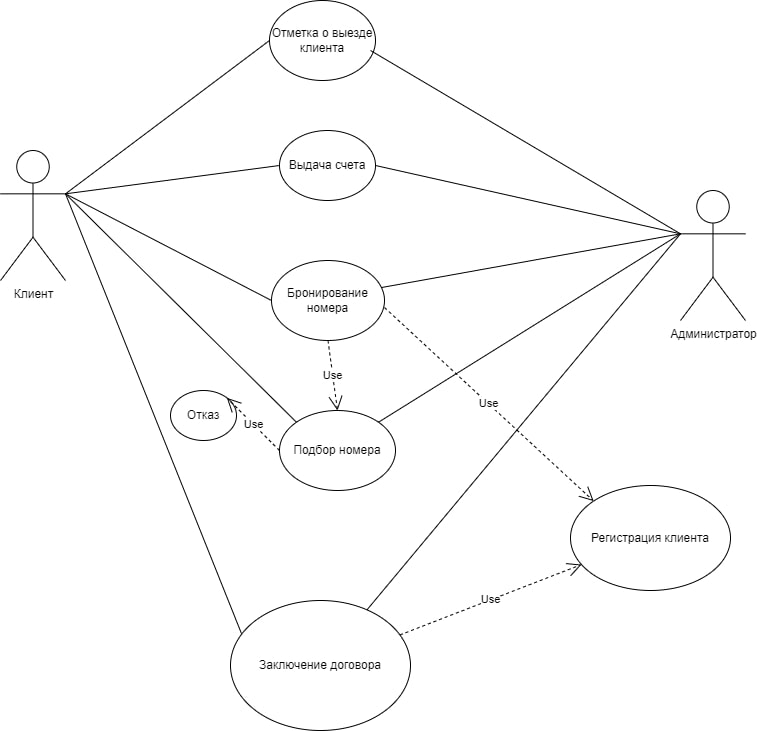 Отметка о выезде
клиента
Выдача счета
Клиент
Бронирование
номера
Администратор
Use
Use
Отказ
Use
Подбор номера
Регистрация клиента
Use
Заключение договора